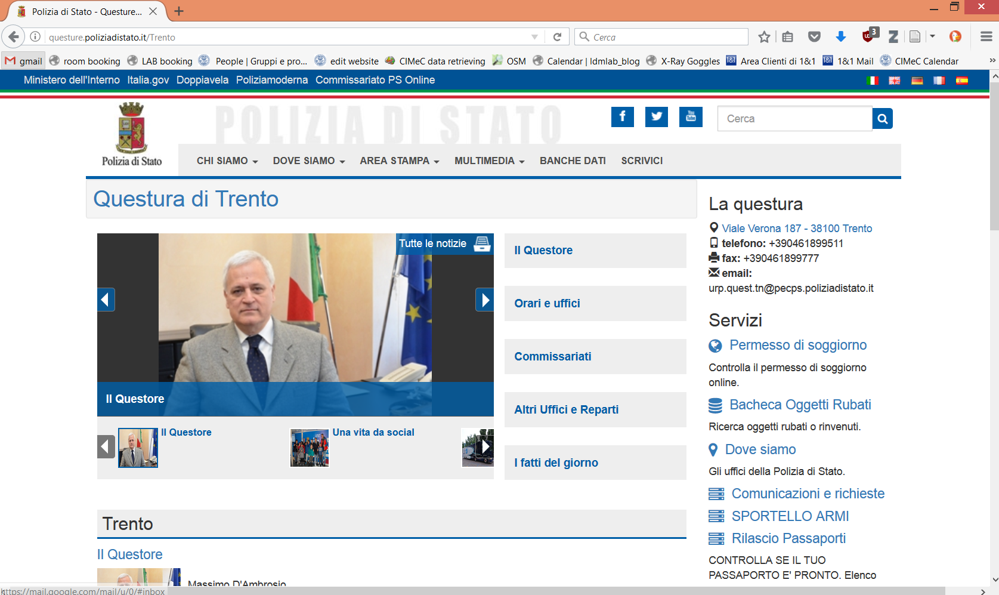 Polizia di Stato - Questure...
questure.poliziadistato.it/Trento
Cerca
3
gmail
room booking
LAB booking
People | Gruppi e pro...
edit website
CIMeC data retrieving
OSM
Calendar | ldmlab_blog
X-Ray Goggles
Area Clienti di 1&1
1&1 Mail
CIMeC Calendar
Ministero dell'Interno
Italia.gov
Doppiavela
Poliziamoderna
Commissariato PS Online
POLIZIA DI STATO
Polizia di Stato
You
Tube
Cerca
CHI SIAMO
DOVE SIAMO
AREA STAMPA
MULTIMEDIA
BANCHE DATI
SCRIVICI
Questura di Trento
Tutte le notizie
Il Questore
Il Questore
Una vita da social
Il Questore
Orari e uffici
Commissariati
Altri Uffici e Reparti
I fatti del giorno
La questura
Viale Verona 187 - 38100 Trento
telefono: +390461899511
fax: +390461899777
email:
urp.quest.tn@pecps.poliziadistato.it
Servizi
Permesso di soggiorno
Controlla il permesso di soggiorno
online.
Bacheca Oggetti Rubati
Ricerca oggetti rubati o rinvenuti.
Dove siamo
Gli uffici della Polizia di Stato.
Comunicazioni e richieste
SPORTELLO ARMI
Rilascio Passaporti
CONTROLLA SE IL TUO
PASSAPORTO E' PRONTO. Elenco
Trento
Il Questore
Massimo D'Ambrosio
https://mail.google.com/mail/u/0/#inbox